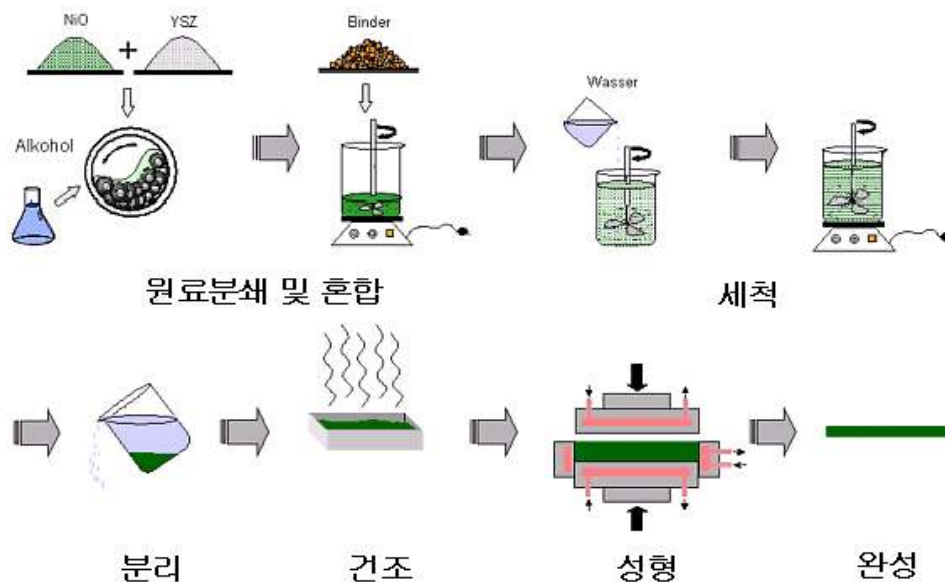 NiO
YSZ
Binder
+
Wasser
Alkohol
원료분쇄 및 혼합
세척
분리
건조
성형
완성